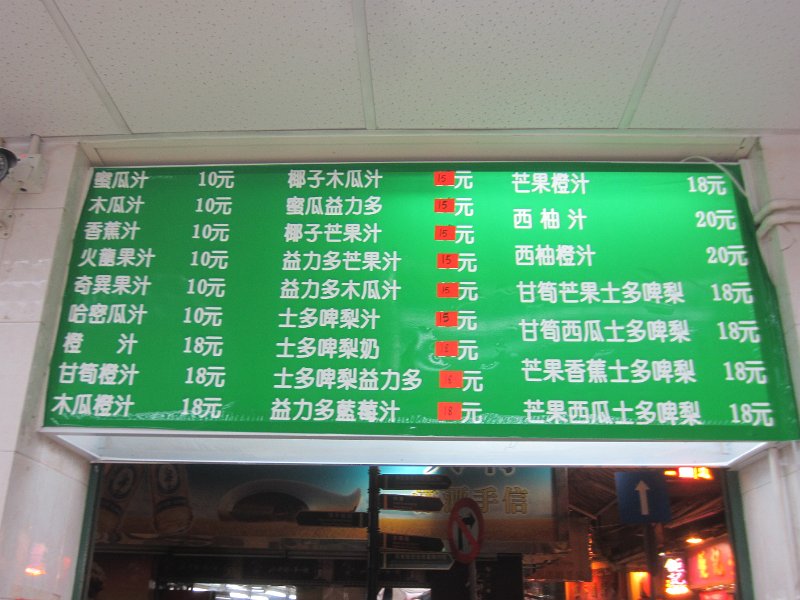 蜜瓜汁 10元
木瓜汁 10元
香蕉汁 10元
火龍果汁 10元
奇異果汁 10元
哈密瓜汁 10元
橙 汁 18元
甘筍橙汁 18元
木瓜橙汁 18元
椰子木瓜汁 15元
蜜瓜益力多 15元
椰子芒果汁 15元
益力多芒果汁 15元
益力多木瓜汁 15元
士多啤梨汁 15元
士多啤梨奶 元
士多啤梨益力多 元
益力多藍莓汁 18元
芒果橙汁 18元
西柚汁 20元
西柚橙汁 20元
甘筍芒果士多啤梨 18元
甘筍西瓜士多啤梨 18元
芒果香蕉士多啤梨 18元
芒果西瓜士多啤梨 18元
手信